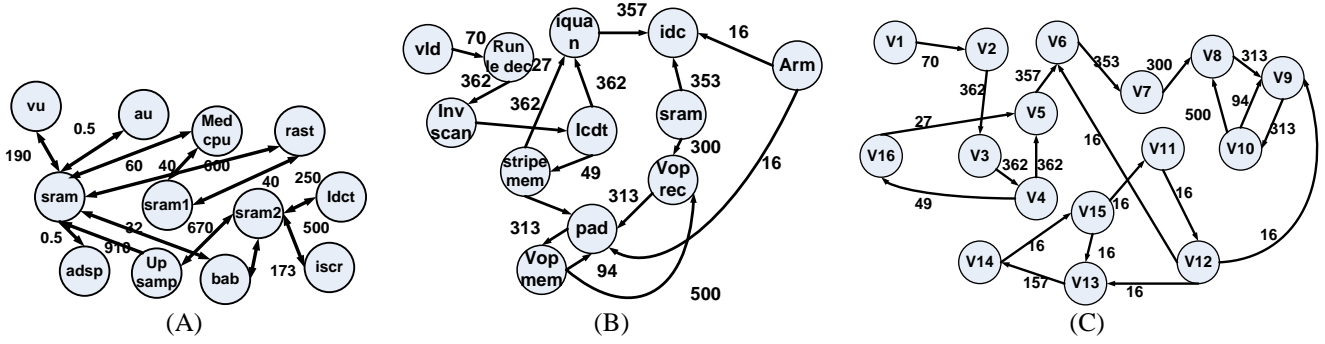 vu
au
Med
cpu
rast
0.5
190
60
40
600
sram
sram1
40
250
sram2
Idct
32
670
500
0.5
910
adsp
Up
samp
bab
173
iscr
(A)
vld
70
Run
le dec
27
iqua
n
357
idc
16
Arm
362
362
362
353
Inv
scan
Icdt
sram
stripe
mem
49
300
Vop
rec
16
313
313
pad
Vop
mem
94
500
(B)
V1
70
V2
V6
353
300
V8
313
V9
357
V7
362
V5
500
94
313
27
V16
V3
362
362
16
V11
V10
49
V4
16
V15
16
16
16
16
V14
157
V13
16
V12
(C)